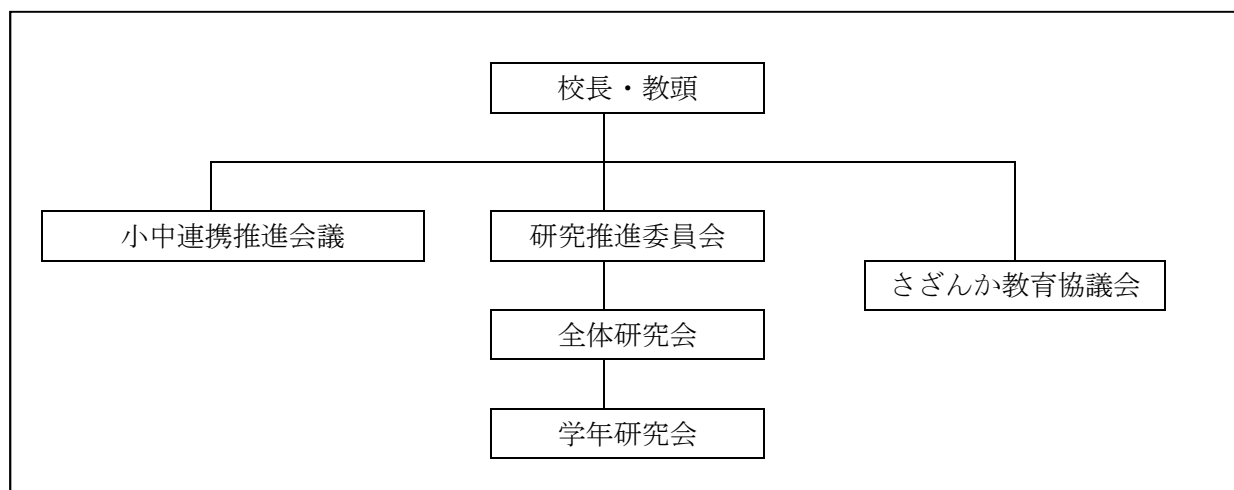 校長・教頭
小中連携推進会議
研究推進委員会
さざんか教育協議会
全体研究会
学年研究会